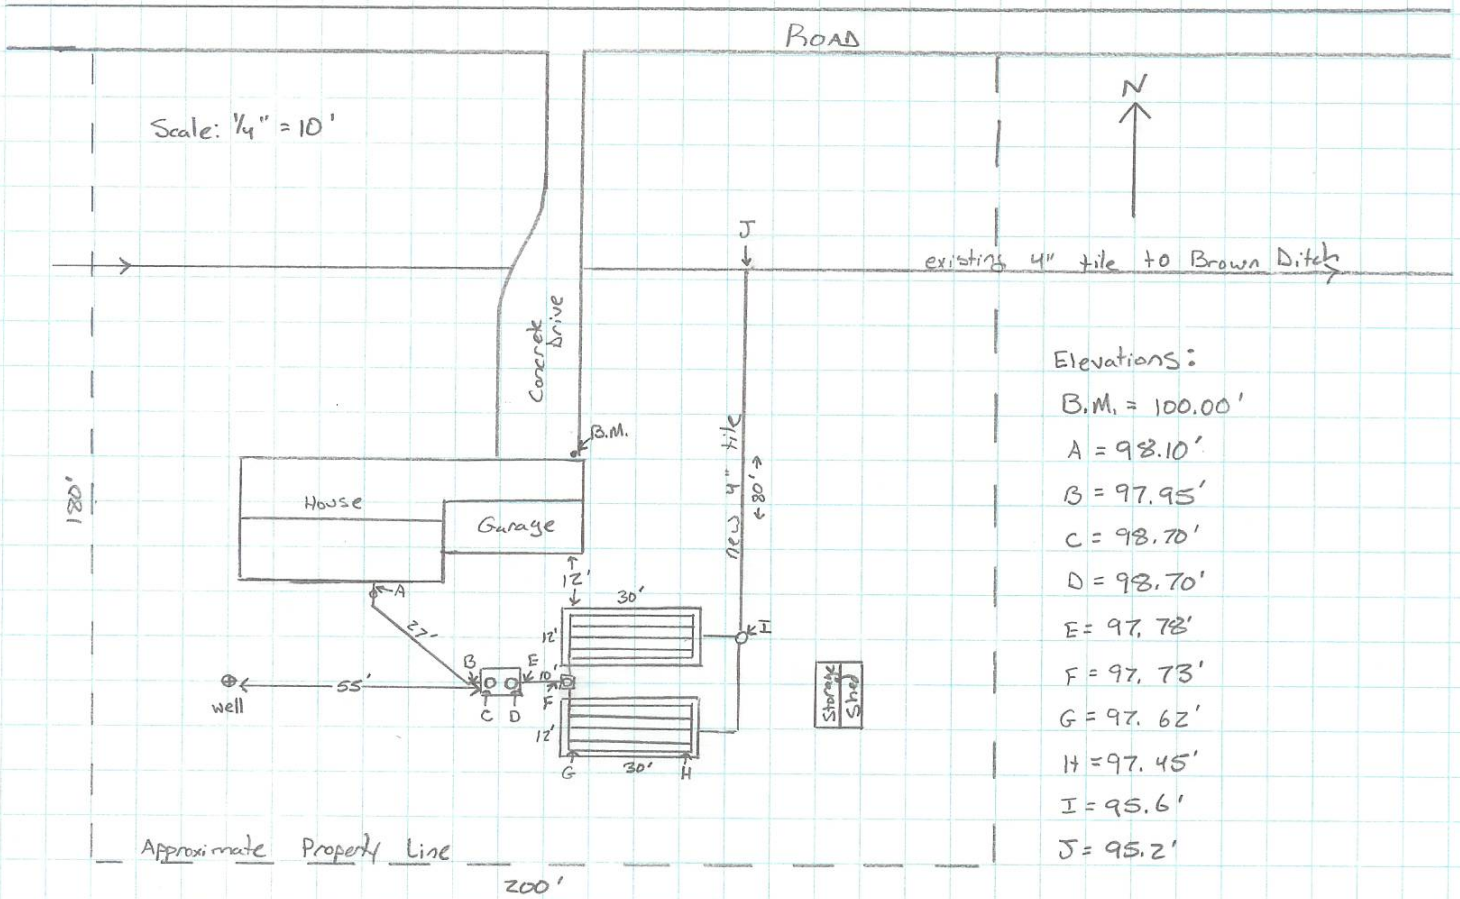 ROAD
N
Scale: 1/4" = 10'
J
existing 4" tile to Brown Ditch
Concrete
Drive
Elevations:
B.M. = 100.00'
A = 98.10'
B = 97.95'
C = 98.70'
D = 98.70'
E = 97.78'
F = 97.73'
G = 97.62'
H = 97.45'
I = 95.6'
J = 95.2'
B.M.
new 4" tile
80'
180'
House
Garage
12'
A
30'
27'
12'
I
B
E
10'
55'
well
C
D
F
12'
Storage
Shed
G
30'
H
Approximate Property Line
200'